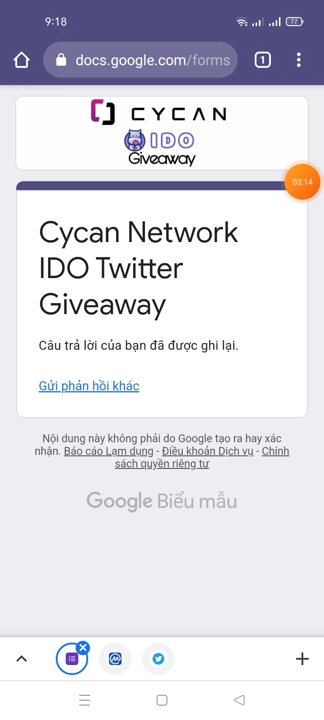 9:18
77
docs.google.com/forms
1
CYCAN
IDO
Giveaway
03:14
Cycan Network
IDO Twitter
Giveaway
Câu trả lời của bạn đã được ghi lại.
Gửi phản hồi khác
Nội dung này không phải do Google tạo ra hay xác
nhận. Báo cáo Lạm dụng - Điều khoản Dịch vụ - Chính
sách quyền riêng tư
Google Biểu mẫu